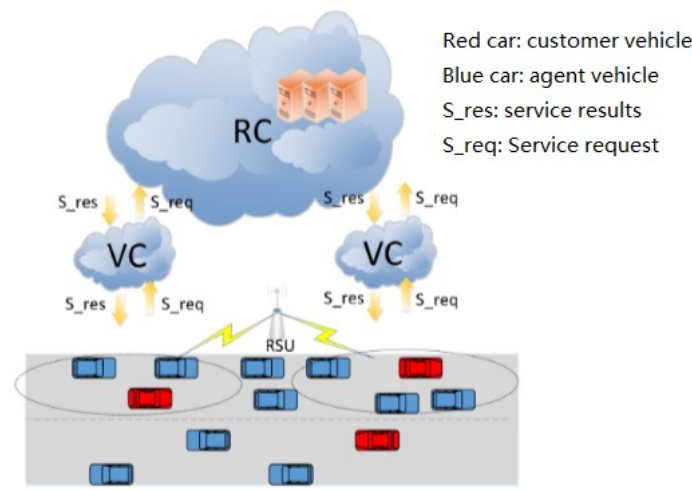 Red car: customer vehicle
Blue car: agent vehicle
S_res: service results
S_req: Service request
RC
S_res
S_req
S_res
S_req
VC
VC
S_res
S_req
S_res
S_req
RSU